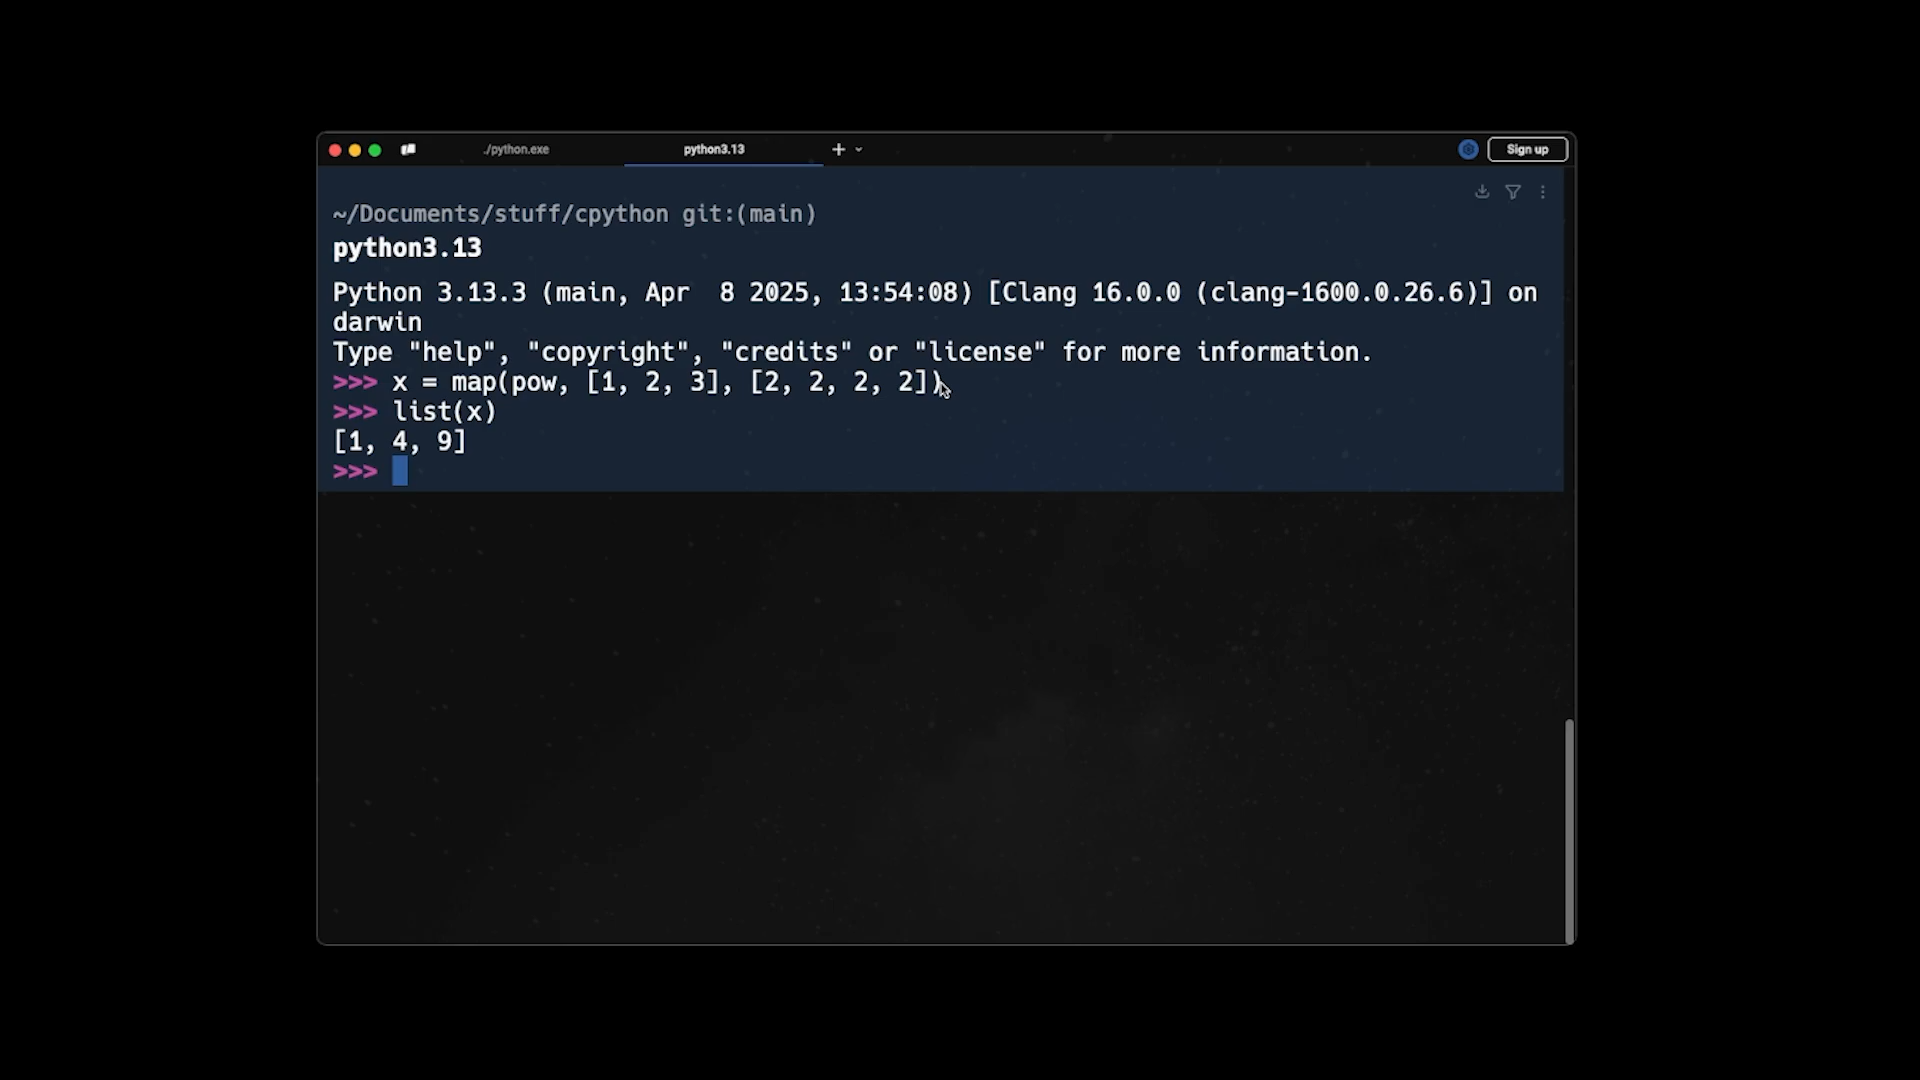 ./python.exe
python3.13
Sign up
~/Documents/stuff/cpython git:(main)
python3.13
Python 3.13.3 (main, Apr  8 2025, 13:54:08) [Clang 16.0.0 (clang-1600.0.26.6)] on
darwin
Type "help", "copyright", "credits" or "license" for more information.
>>> x = map(pow, [1, 2, 3], [2, 2, 2, 2])
>>> list(x)
[1, 4, 9]
>>>